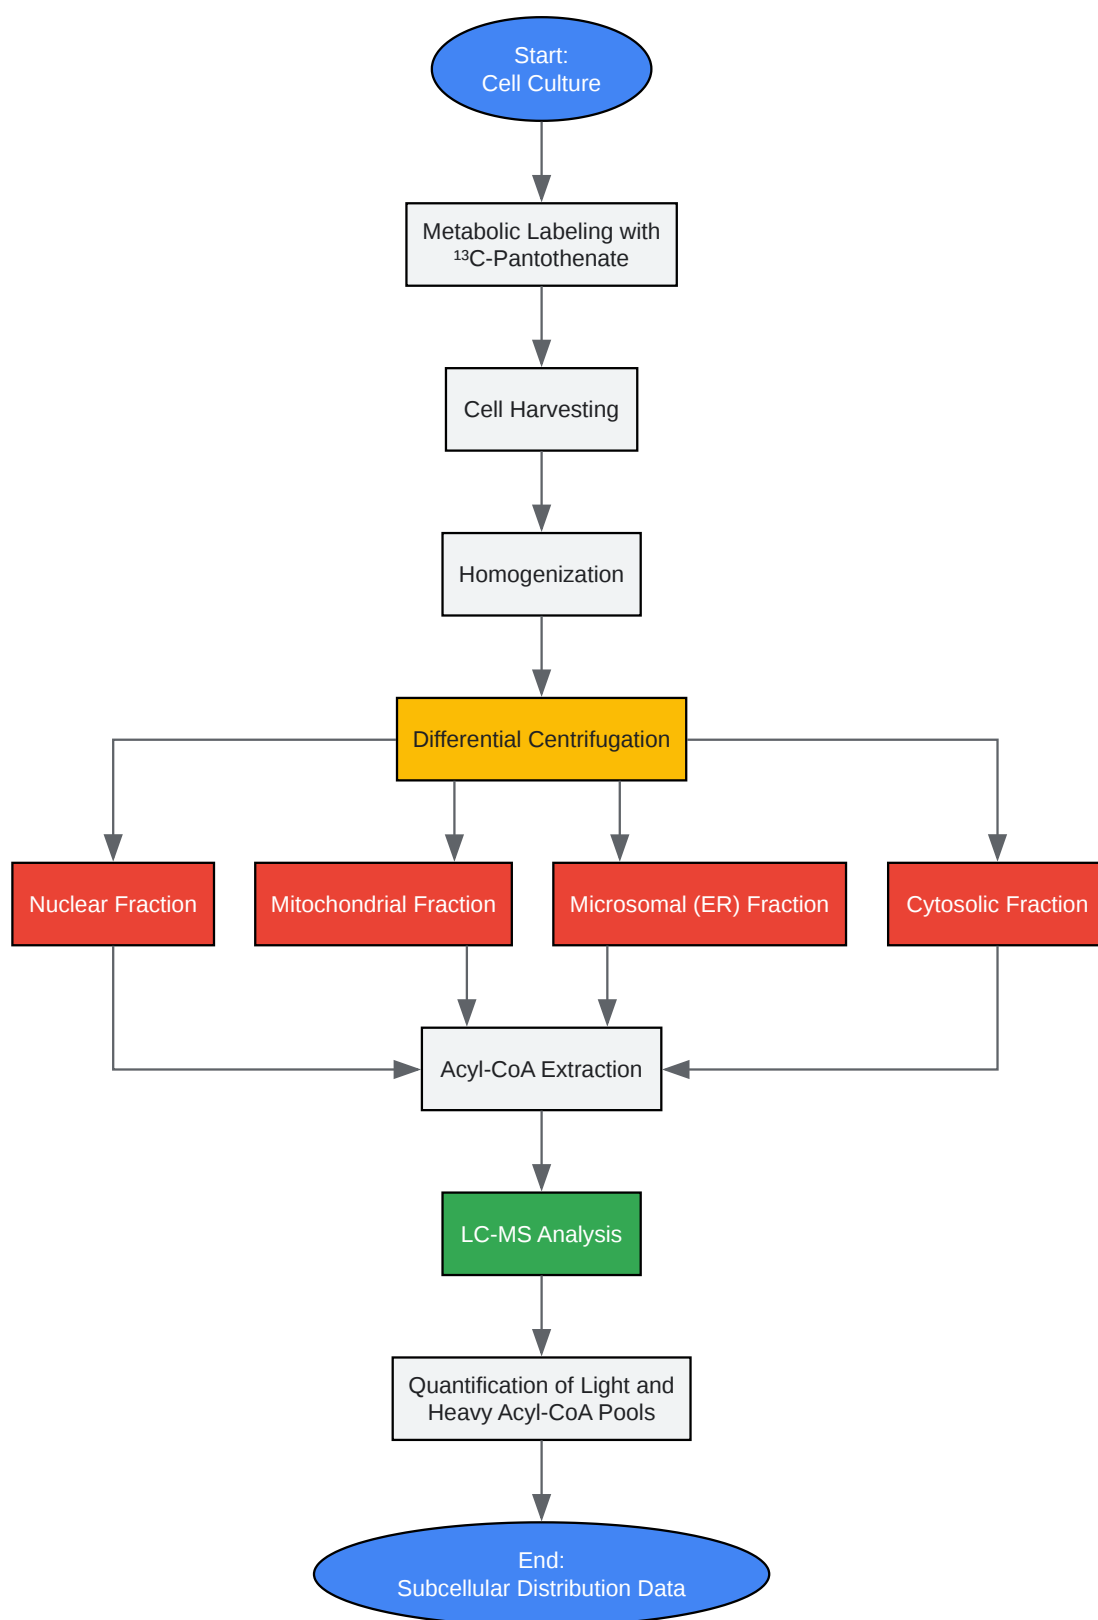 Start:
Cell Culture
Metabolic Labeling with
¹³C-Pantothenate
Cell Harvesting
Homogenization
Differential Centrifugation
Nuclear Fraction
Mitochondrial Fraction
Microsomal (ER) Fraction
Cytosolic Fraction
Acyl-CoA Extraction
LC-MS Analysis
Quantification of Light and
Heavy Acyl-CoA Pools
End:
Subcellular Distribution Data